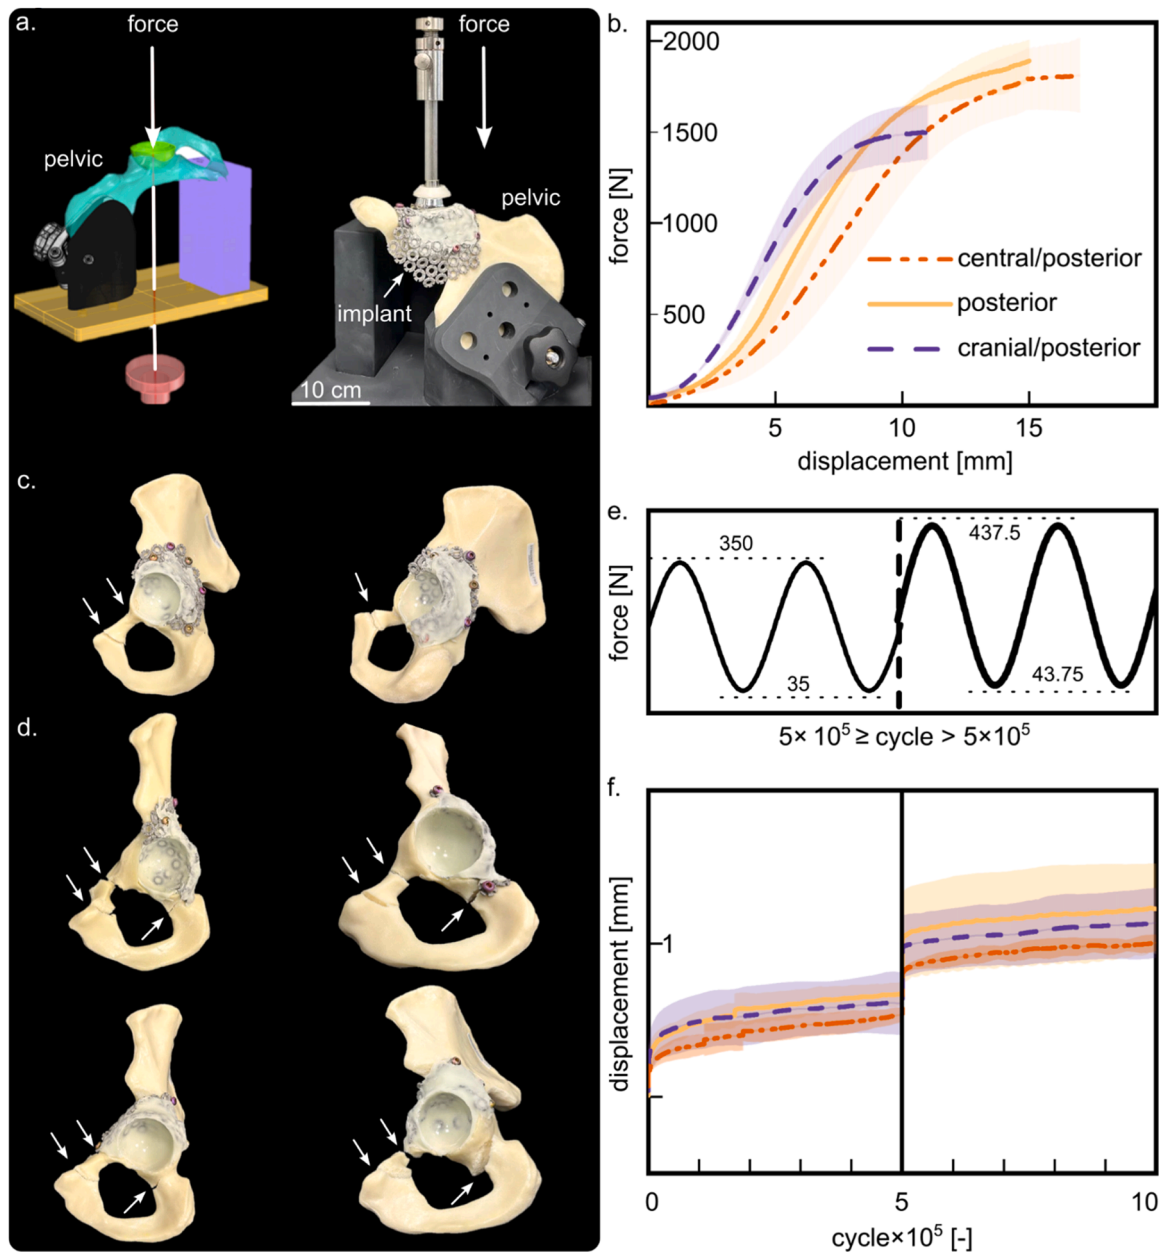 a.
force
force
pelvic
pelvic
implant
10 cm
b.
2000
1500
1000
500
force [N]
central/posterior
posterior
cranial/posterior
5
10
15
displacement [mm]
c.
d.
e.
force [N]
350
437.5
35
43.75
5× 10⁵ ≥ cycle > 5×10⁵
f.
displacement [mm]
1
0
5
10
cycle×10⁵ [-]